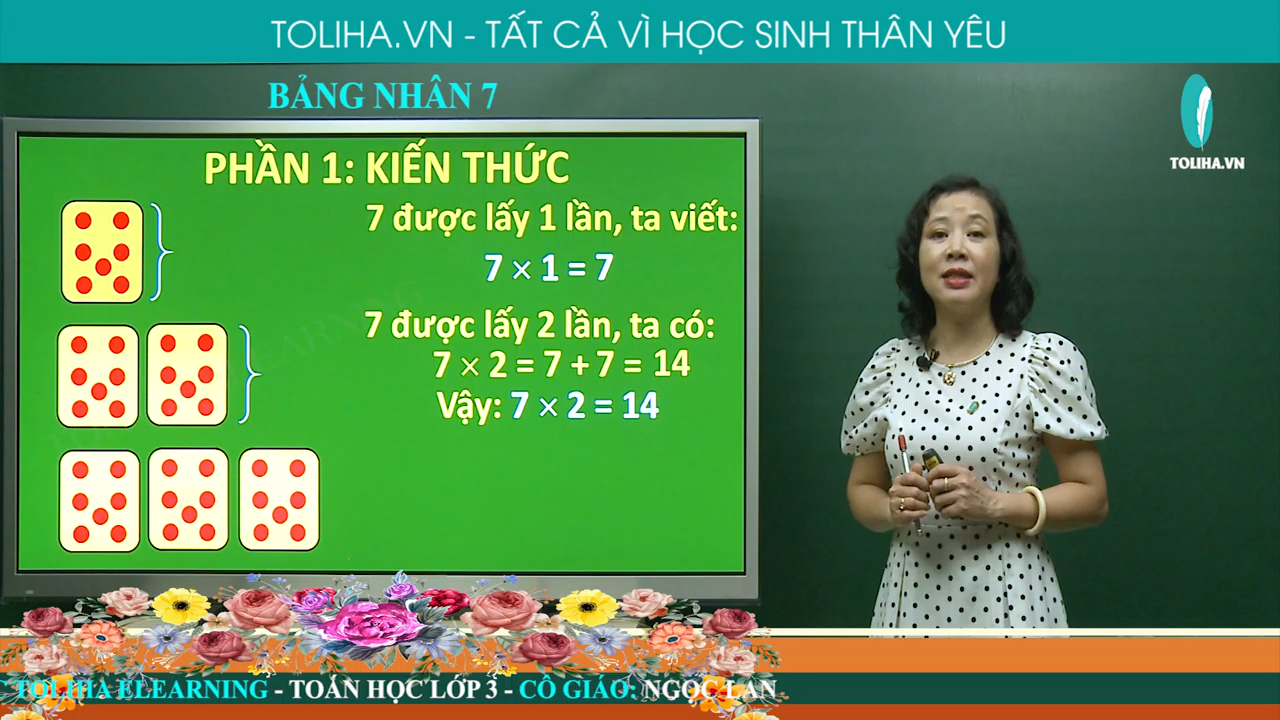 TOLIHA.VN - TẤT CẢ VÌ HỌC SINH THÂN YÊU
BẢNG NHÂN 7
TOLIHA.VN
PHẦN 1: KIẾN THỨC
7 được lấy 1 lần, ta viết:
7 × 1 = 7
7 được lấy 2 lần, ta có:
7 × 2 = 7 + 7 = 14
Vậy: 7 × 2 = 14
TOLIHA ELEARNING - TOÁN HỌC LỚP 3 - CÔ GIÁO: NGỌC LAN